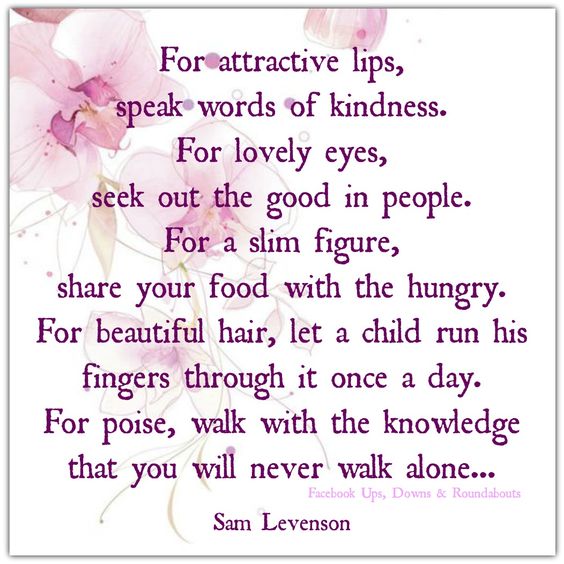 For attractive lips,
speak words of kindness.
For lovely eyes,
seek out the good in people.
For a slim figure,
share your food with the hungry.
For beautiful hair, let a child run his
fingers through it once a day.
For poise, walk with the knowledge
that you will never walk alone...
Facebook Ups, Downs & Roundabouts
Sam Levenson